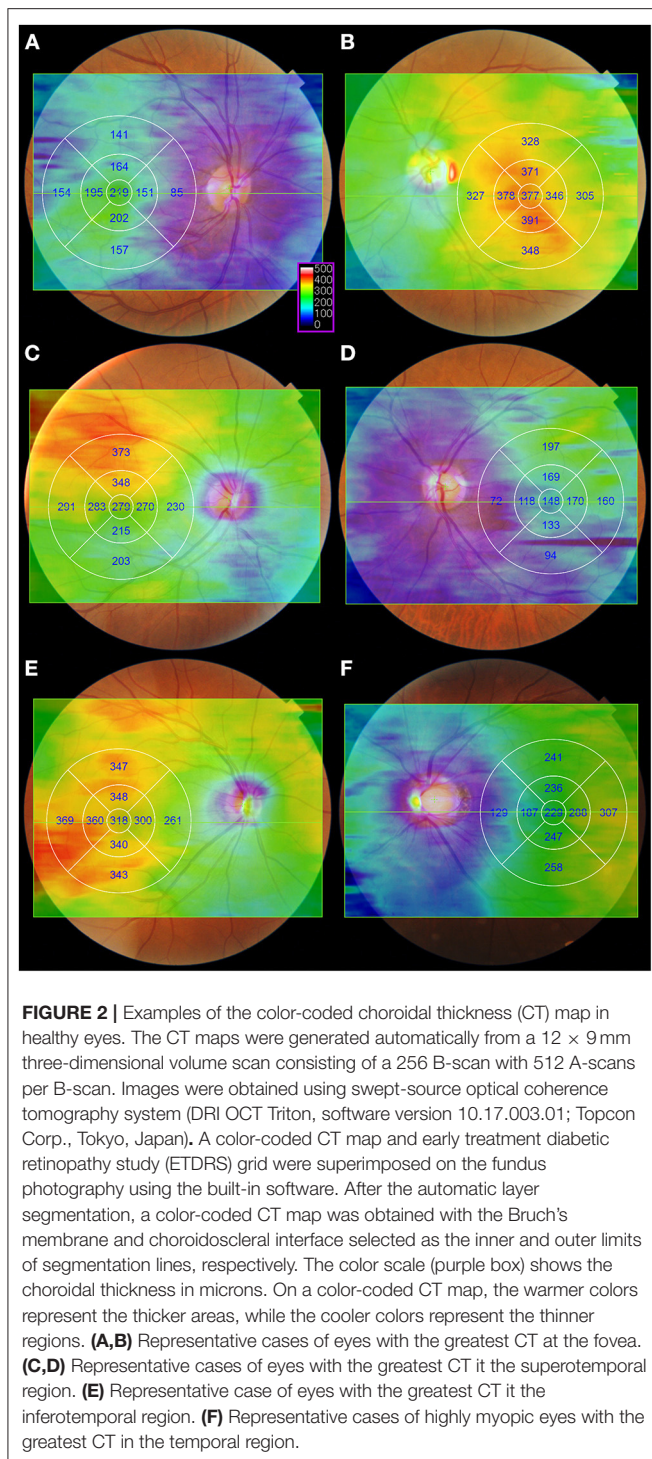 A
141
164
154 195 219 151 85
202
157
B
328
371
327 378 377 346 305
391
348
500
400
300
200
100
0
C
373
348
291 283 279 270 230
215
203
D
197
169
72 118 148 170 160
133
94
E
347
348
369 360 318 300 261
340
343
F
241
236
129 187 229 288 307
247
258
FIGURE 2 | Examples of the color-coded choroidal thickness (CT) map in
healthy eyes. The CT maps were generated automatically from a 12 × 9 mm
three-dimensional volume scan consisting of a 256 B-scan with 512 A-scans
per B-scan. Images were obtained using swept-source optical coherence
tomography system (DRI OCT Triton, software version 10.17.003.01; Topcon
Corp., Tokyo, Japan). A color-coded CT map and early treatment diabetic
retinopathy study (ETDRS) grid were superimposed on the fundus
photography using the built-in software. After the automatic layer
segmentation, a color-coded CT map was obtained with the Bruch's
membrane and choroidoscleral interface selected as the inner and outer limits
of segmentation lines, respectively. The color scale (purple box) shows the
choroidal thickness in microns. On a color-coded CT map, the warmer colors
represent the thicker areas, while the cooler colors represent the thinner
regions. (A,B) Representative cases of eyes with the greatest CT at the fovea.
(C,D) Representative cases of eyes with the greatest CT it the superotemporal
region. (E) Representative case of eyes with the greatest CT it the
inferotemporal region. (F) Representative cases of highly myopic eyes with the
greatest CT in the temporal region.